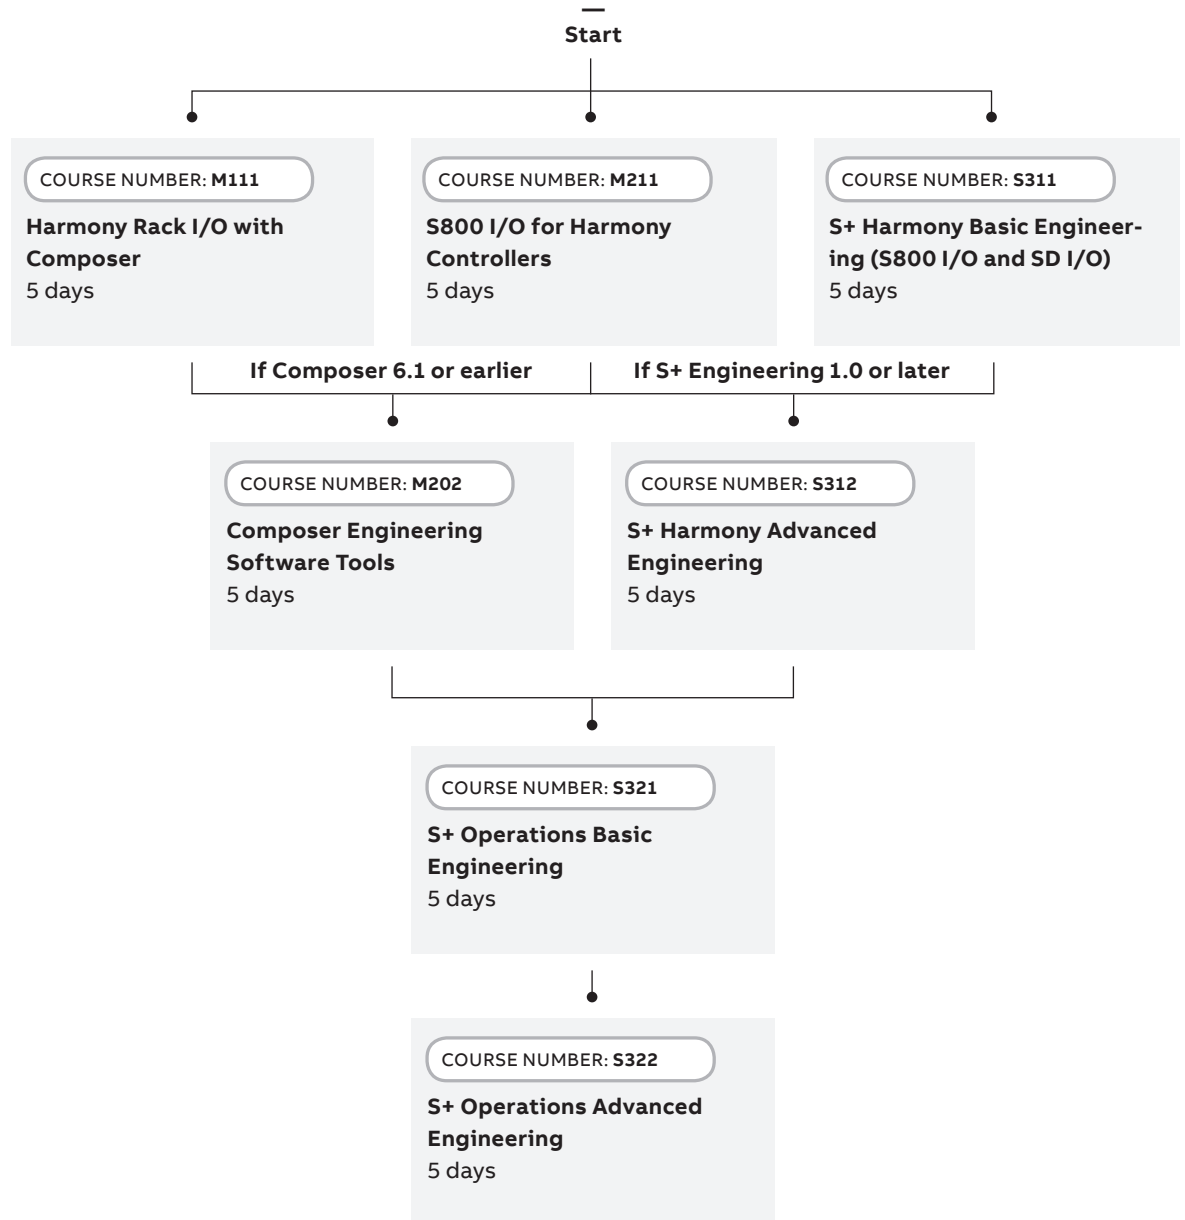 Start
COURSE NUMBER: M111
Harmony Rack I/O with
Composer
5 days
COURSE NUMBER: M211
S800 I/O for Harmony
Controllers
5 days
COURSE NUMBER: S311
S+ Harmony Basic Engineer-
ing (S800 I/O and SD I/O)
5 days
If Composer 6.1 or earlier
If S+ Engineering 1.0 or later
COURSE NUMBER: M202
Composer Engineering
Software Tools
5 days
COURSE NUMBER: S312
S+ Harmony Advanced
Engineering
5 days
COURSE NUMBER: S321
S+ Operations Basic
Engineering
5 days
COURSE NUMBER: S322
S+ Operations Advanced
Engineering
5 days